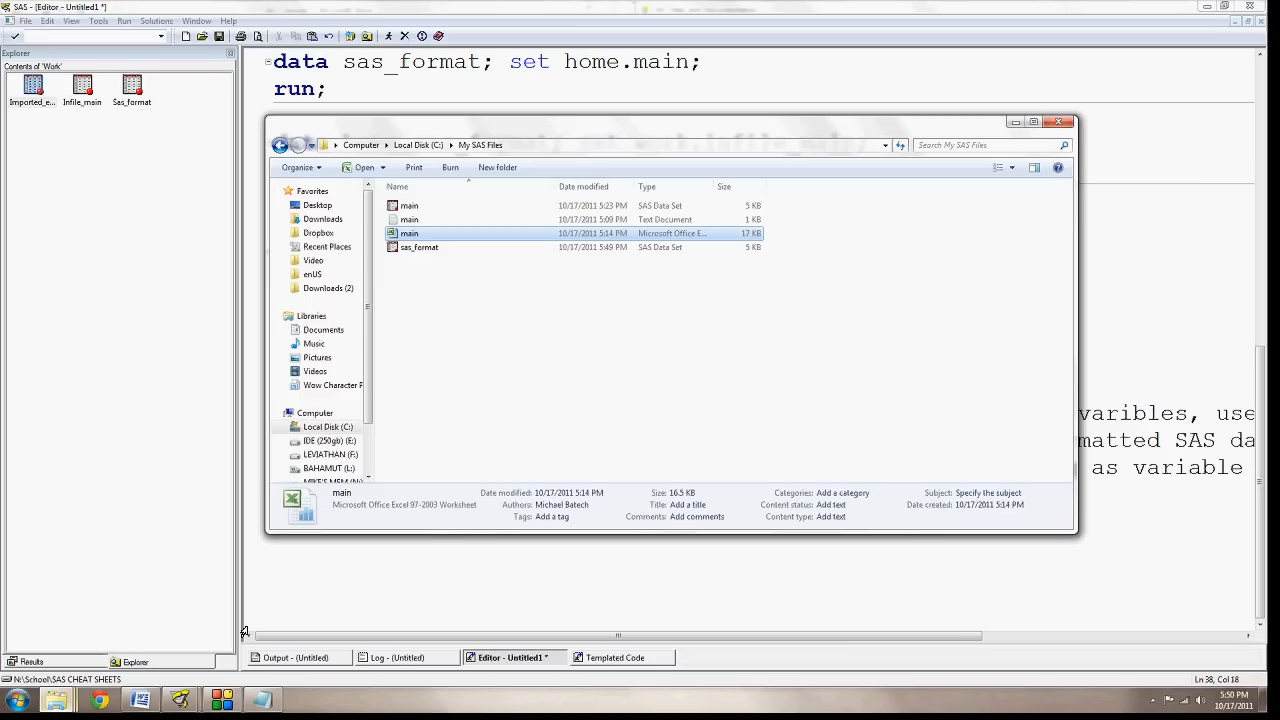 SAS - [Editor - Untitled1 *]
File Edit View Tools Run Solutions Window Help
Explorer
Contents of 'Work'
Imported_e... Infile_main Sas_format
data sas_format; set home.main;
run;
Computer Local Disk (C:) My SAS Files
Search My SAS Files
Organize Open Print Burn New folder
Name Date modified Type Size
main 10/17/2011 5:23 PM SAS Data Set 5 KB
main 10/17/2011 5:09 PM Text Document 1 KB
main 10/17/2011 5:14 PM Microsoft Office E... 17 KB
sas_format 10/17/2011 5:49 PM SAS Data Set 5 KB
Favorites
Desktop
Downloads
Dropbox
Recent Places
Video
enUS
Downloads (2)
Libraries
Documents
Music
Pictures
Videos
Wow Character F
Computer
Local Disk (C:)
IDE (250gb) (E:)
LEVIATHAN (F:)
BAHAMUT (L:)
MIKE'S MEM (N:)
varibles, use
matted SAS da
as variable
main
Microsoft Office Excel 97-2003 Worksheet
Date modified: 10/17/2011 5:14 PM
Authors: Michael Batech
Tags: Add a tag
Size: 16.5 KB
Title: Add a title
Comments: Add comments
Categories: Add a category
Content status: Add text
Content type: Add text
Subject: Specify the subject
Date created: 10/17/2011 5:14 PM
Results Explorer
Output - (Untitled) Log - (Untitled) Editor - Untitled1 * Templated Code
N:\School\SAS CHEAT SHEETS
Ln 38, Col 18
5:50 PM
10/17/2011